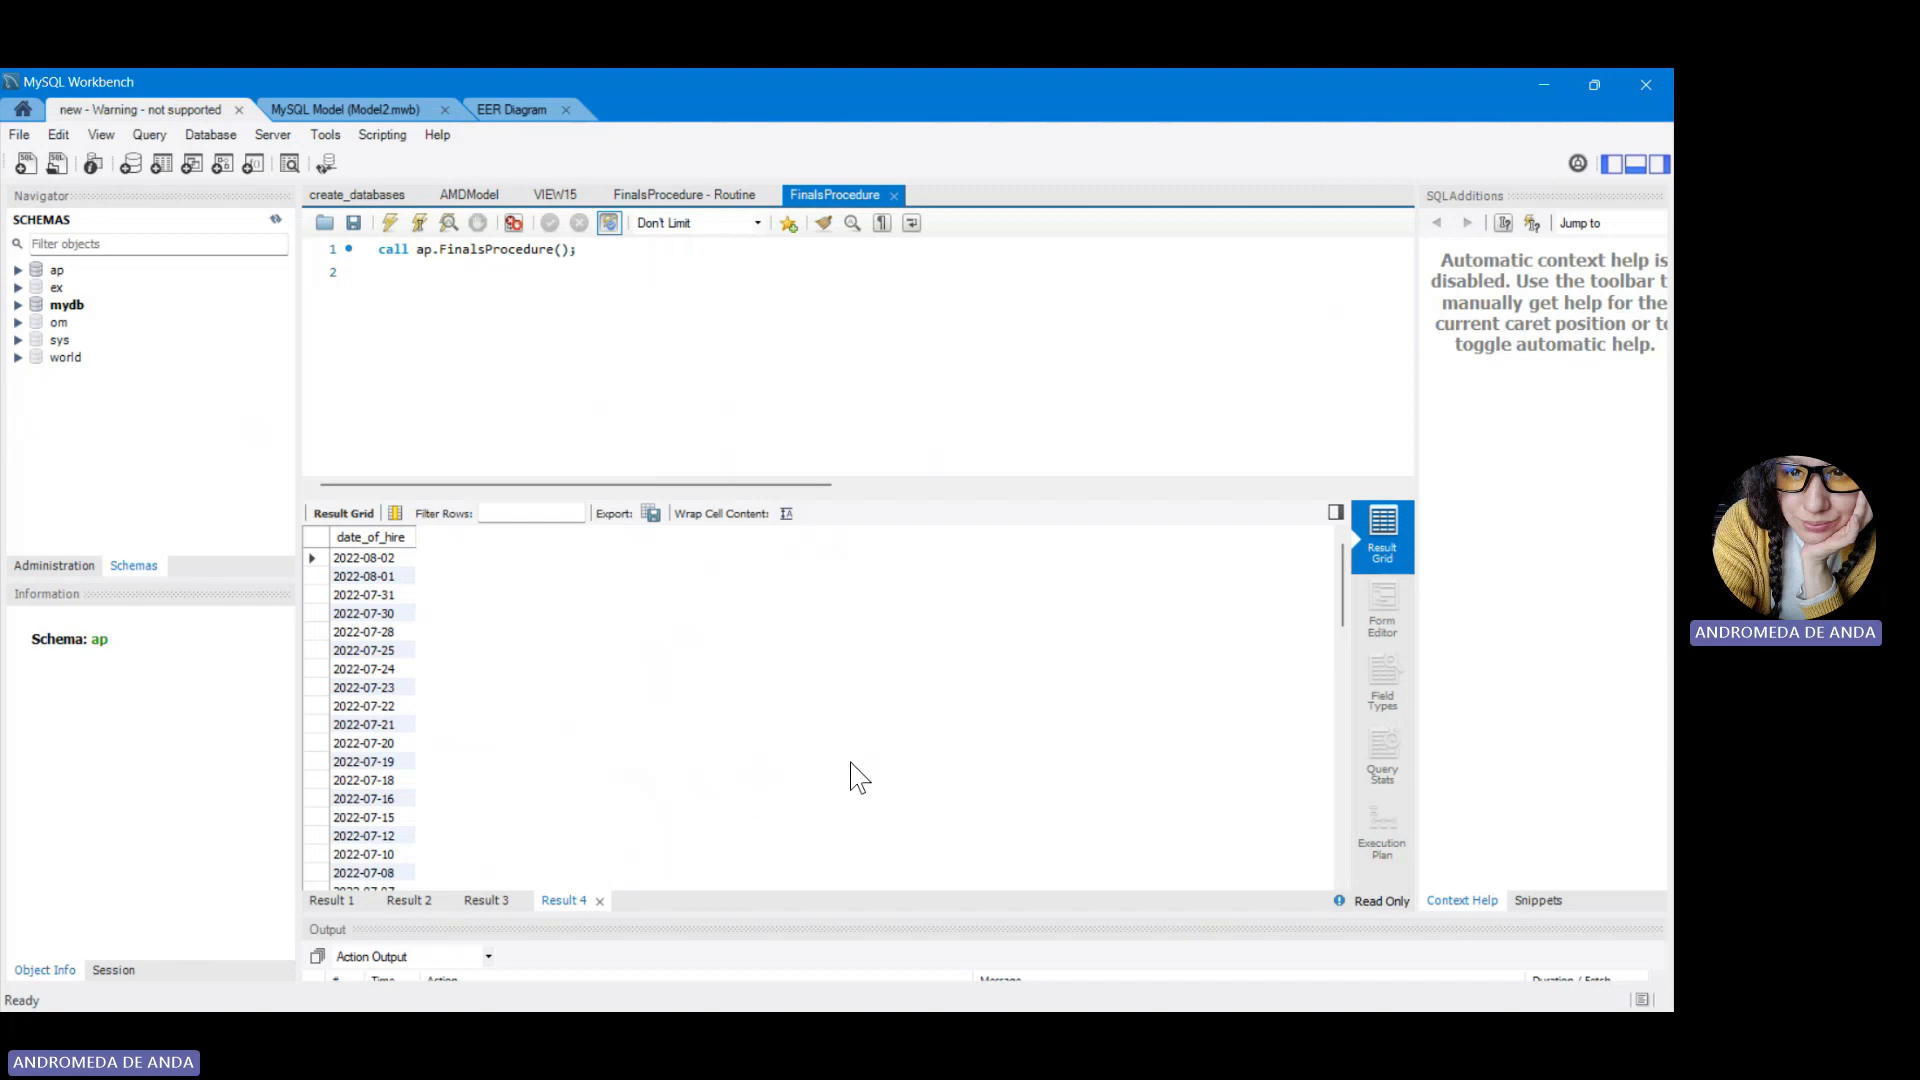 MySQL Workbench
new - Warning - not supported
MySQL Model (Model2.mwb)
EER Diagram
File Edit View Query Database Server Tools Scripting Help
Navigator
SCHEMAS
Filter objects
ap
ex
mydb
om
sys
world
Administration Schemas
Information
Schema: ap
Object Info Session
Ready
create_databases AMDModel VIEW15 FinalsProcedure - Routine FinalsProcedure
Don't Limit
1 call ap.FinalsProcedure();
2
Result Grid Filter Rows: Export: Wrap Cell Content:
date_of_hire
2022-08-02
2022-08-01
2022-07-31
2022-07-30
2022-07-28
2022-07-25
2022-07-24
2022-07-23
2022-07-22
2022-07-21
2022-07-20
2022-07-19
2022-07-18
2022-07-16
2022-07-15
2022-07-12
2022-07-10
2022-07-08
2022-07-07
Result Grid
Form Editor
Field Types
Query Stats
Execution Plan
Result 1 Result 2 Result 3 Result 4
Read Only
Output
Action Output
# Time Action Message Duration / Fetch
SQLAdditions
Jump to
Automatic context help is
disabled. Use the toolbar t
manually get help for the
current caret position or to
toggle automatic help.
Context Help Snippets
ANDROMEDA DE ANDA
ANDROMEDA DE ANDA